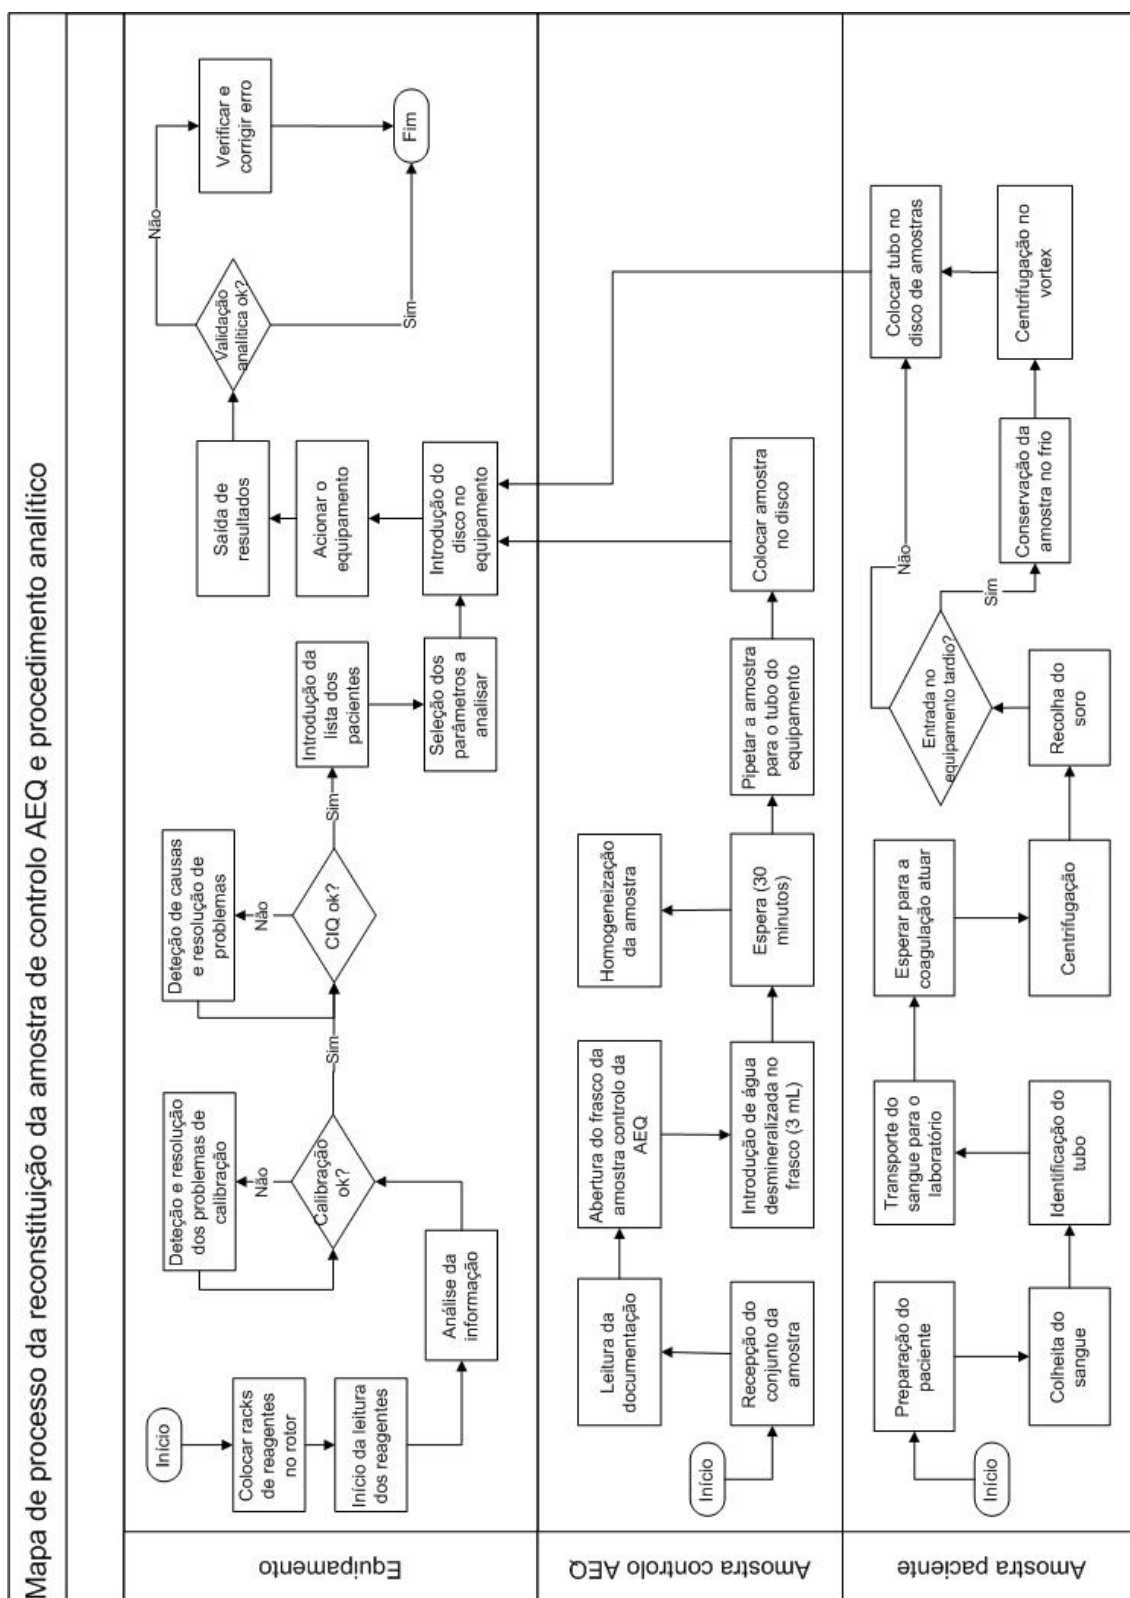 Mapa de processo da reconstituição da amostra de controlo AEQ e procedimento analítico
Equipamento
Início
Colocar racks
de reagentes
no rotor
Início da leitura
dos reagentes
Análise da
informação
Calibração
ok?
Não
Deteção e resolução
dos problemas de
calibração
Sim
CIQ ok?
Não
Deteção de causas
e resolução de
problemas
Sim
Introdução da
lista dos
pacientes
Seleção dos
parâmetros a
analisar
Introdução do
disco no
equipamento
Acionar o
equipamento
Saída de
resultados
Validação
analítica ok?
Não
Verificar e
corrigir erro
Sim
Fim
Amostra controlo AEQ
Início
Recepção do
conjunto da
amostra
Leitura da
documentação
Abertura do frasco da
amostra controlo da
AEQ
Introdução de água
desmineralizada no
frasco (3 mL)
Espera (30
minutos)
Homogeneização
da amostra
Pipetar a amostra
para o tubo do
equipamento
Colocar amostra
no disco
Amostra paciente
Início
Preparação do
paciente
Colheita do
sangue
Identificação do
tubo
Transporte do
sangue para o
laboratório
Esperar para a
coagulação atuar
Centrifugação
Recolha do
soro
Entrada no
equipamento tardio?
Não
Sim
Conservação da
amostra no frio
Centrifugação no
vortex
Colocar tubo no
disco de amostras